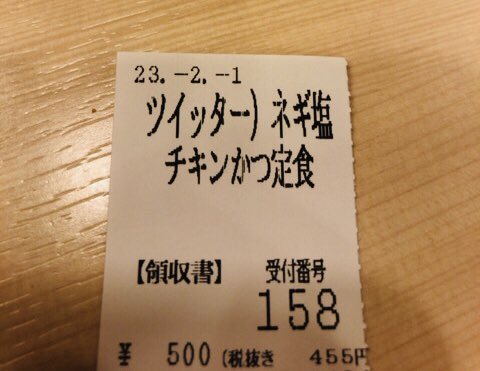 23.-2.-1
ツイッター) ネギ塩
チキンかつ定食
【領収書】 受付番号
158
¥ 500 (税抜き 455円